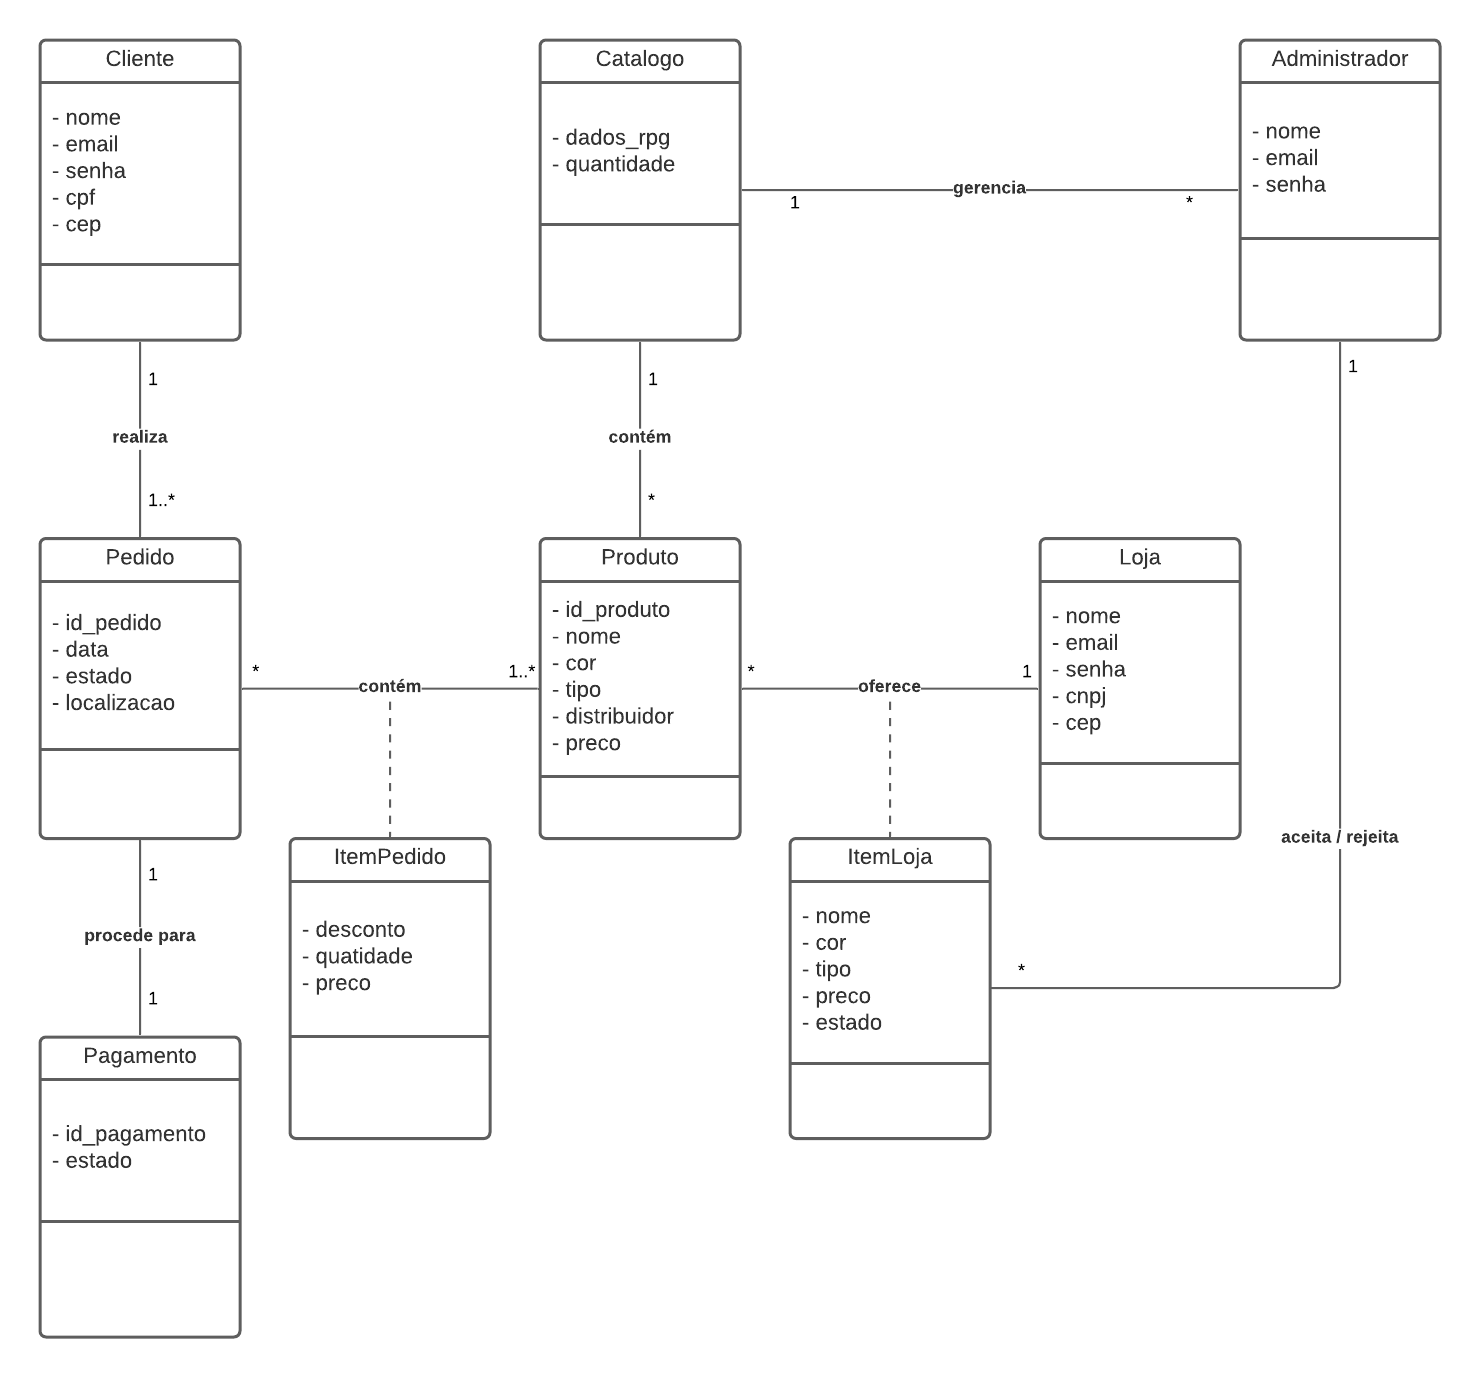 Cliente
- nome
- email
- senha
- cpf
- cep
Catalogo
- dados_rpg
- quantidade
Administrador
- nome
- email
- senha
1
gerencia
*
1
realiza
1..*
1
contém
*
1
aceita / rejeita
*
Pedido
- id_pedido
- data
- estado
- localizacao
*
contém
1..*
Produto
- id_produto
- nome
- cor
- tipo
- distribuidor
- preco
*
oferece
1
Loja
- nome
- email
- senha
- cnpj
- cep
1
procede para
1
ItemPedido
- desconto
- quatidade
- preco
ItemLoja
- nome
- cor
- tipo
- preco
- estado
Pagamento
- id_pagamento
- estado